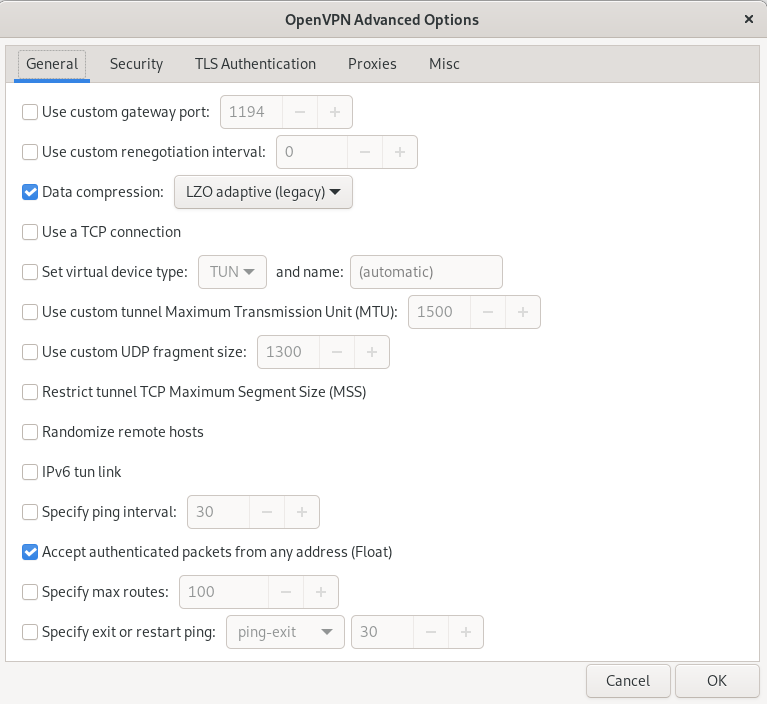 OpenVPN Advanced Options ×
General Security TLS Authentication Proxies Misc
Use custom gateway port: 1194 − +
Use custom renegotiation interval: 0 − +
Data compression: LZO adaptive (legacy)
Use a TCP connection
Set virtual device type: TUN and name: (automatic)
Use custom tunnel Maximum Transmission Unit (MTU): 1500 − +
Use custom UDP fragment size: 1300 − +
Restrict tunnel TCP Maximum Segment Size (MSS)
Randomize remote hosts
IPv6 tun link
Specify ping interval: 30 − +
Accept authenticated packets from any address (Float)
Specify max routes: 100 − +
Specify exit or restart ping: ping-exit 30 − +
Cancel OK